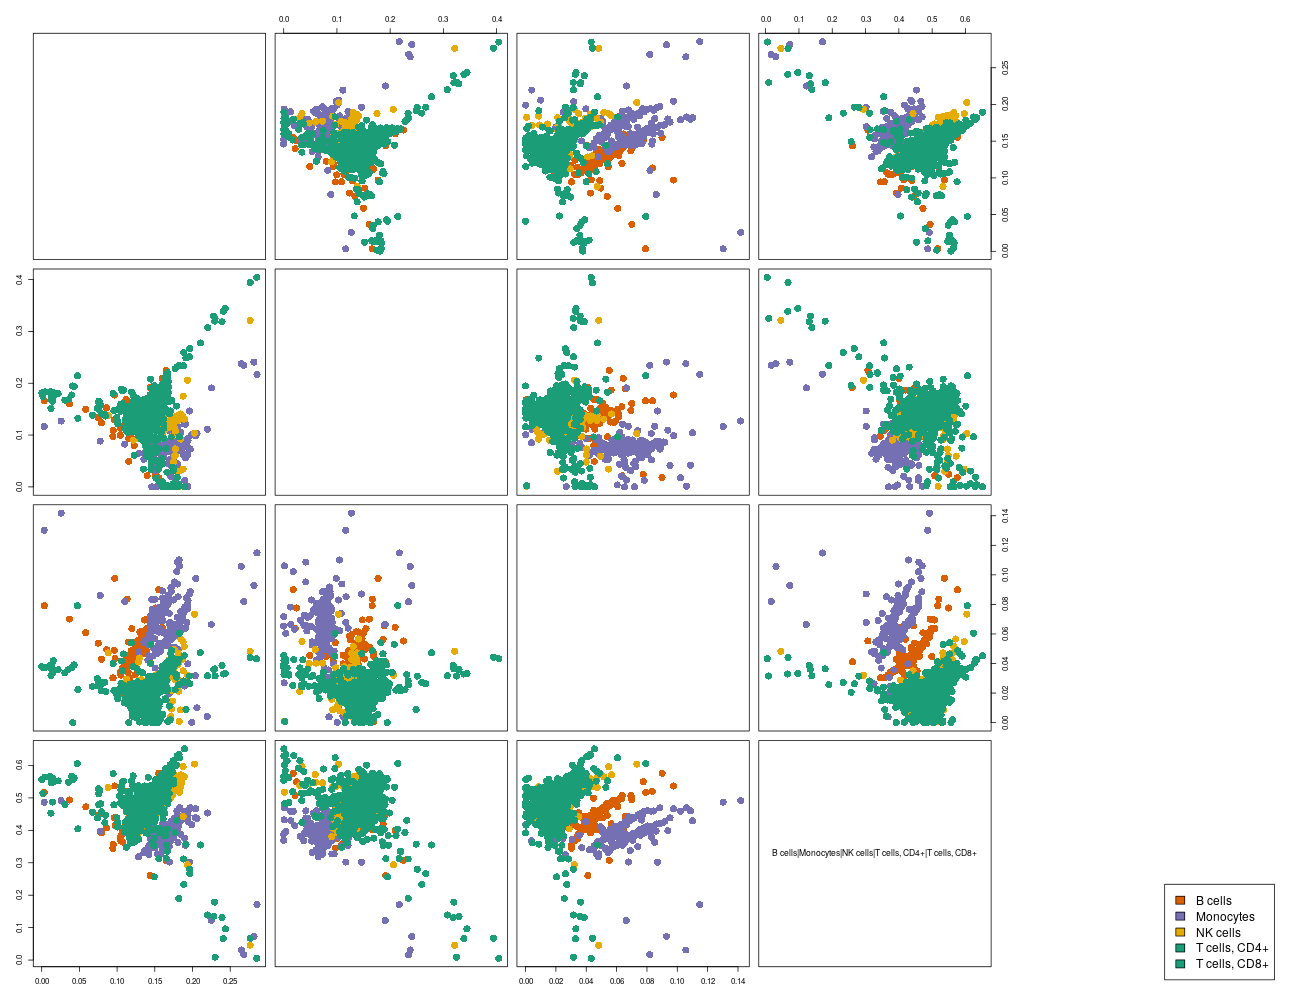 0.0 0.1 0.2 0.3 0.4
0.0 0.1 0.2 0.3 0.4 0.5 0.6
0.00 0.05 0.10 0.15 0.20 0.25
0.0 0.1 0.2 0.3 0.4
0.00 0.02 0.04 0.06 0.08 0.10 0.12 0.14
0.0 0.1 0.2 0.3 0.4 0.5 0.6
B cells|Monocytes|NK cells|T cells, CD4+|T cells, CD8+
0.00 0.05 0.10 0.15 0.20 0.25
0.00 0.02 0.04 0.06 0.08 0.10 0.12 0.14
B cells
Monocytes
NK cells
T cells, CD4+
T cells, CD8+